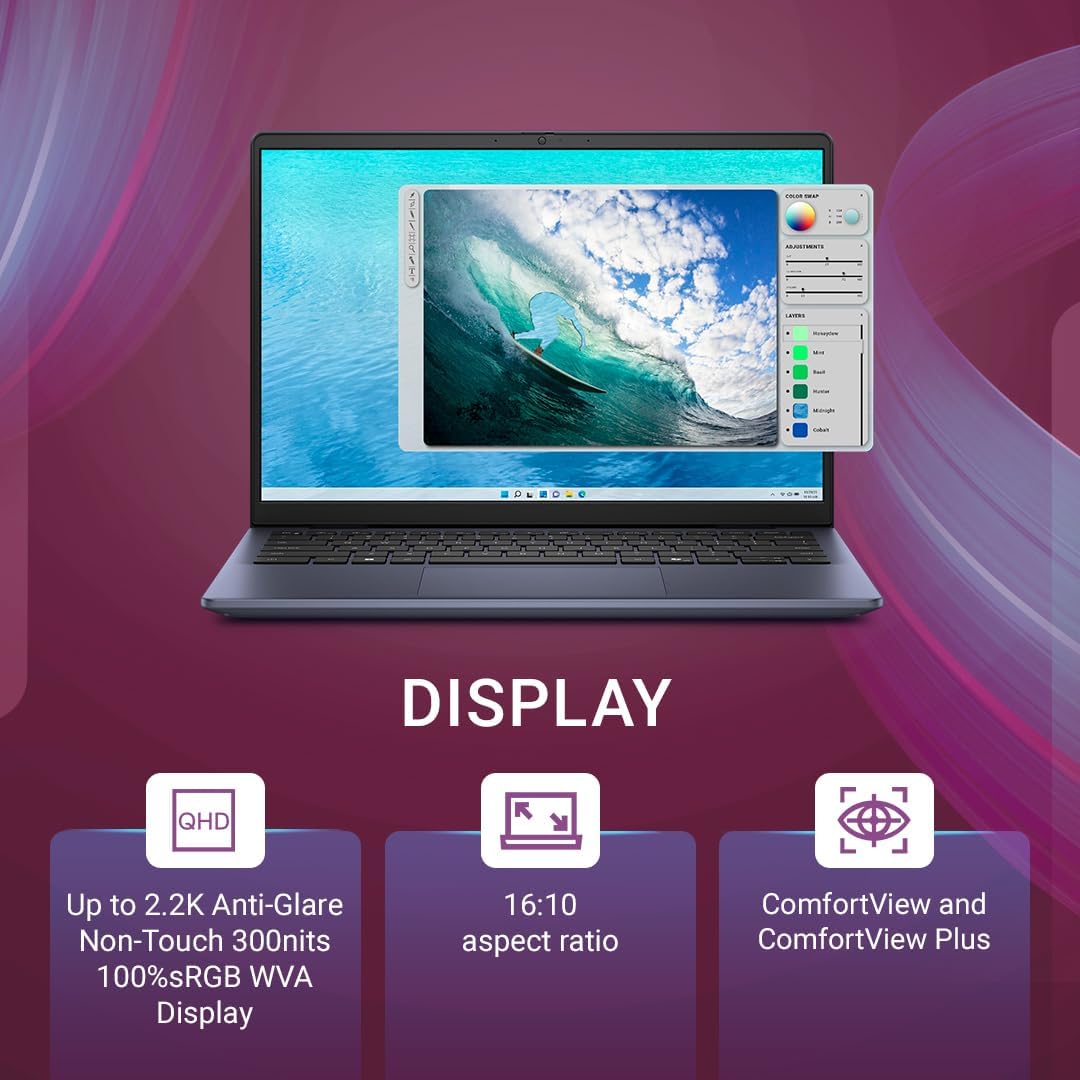 COLOR SWAP
ADJUSTMENTS
LAYERS
Honeydew
Mint
Basil
Hunter
Midnight
Cobalt
DISPLAY
QHD
Up to 2.2K Anti-Glare
Non-Touch 300nits
100%sRGB WVA
Display
16:10
aspect ratio
ComfortView and
ComfortView Plus